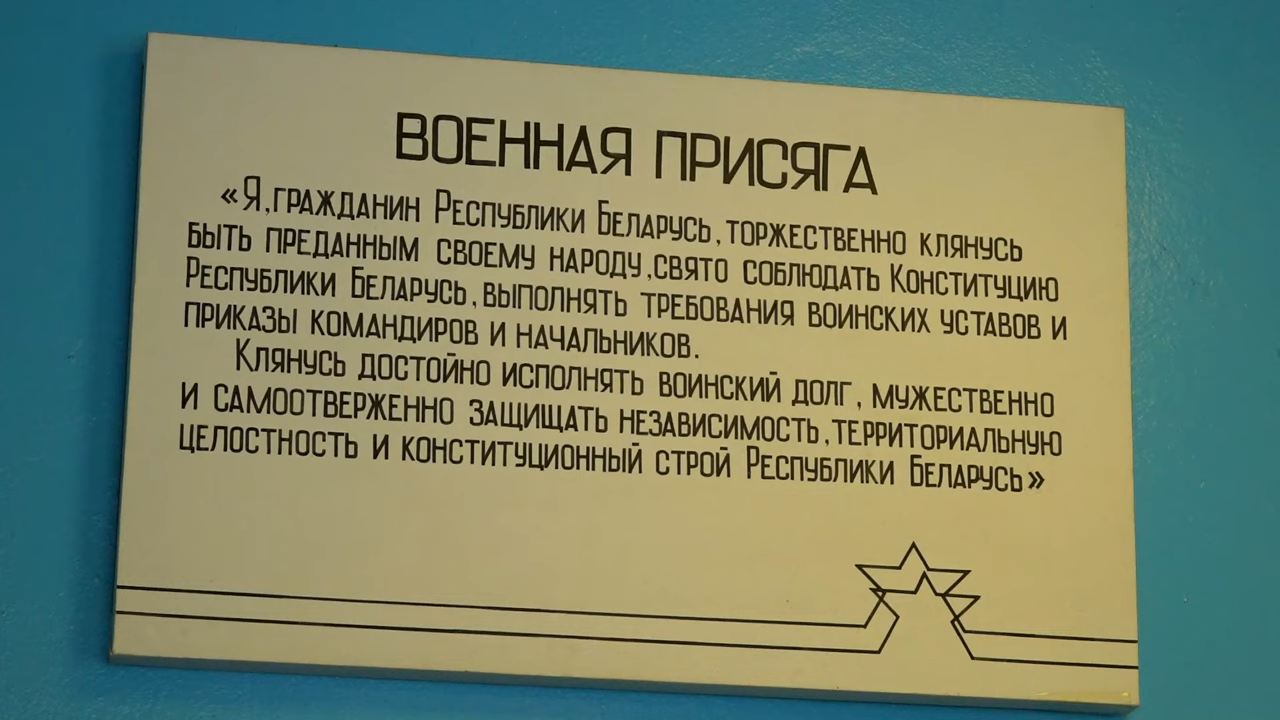 ВОЕННАЯ ПРИСЯГА
«Я, ГРАЖДАНИН РЕСПУБЛИКИ БЕЛАРУСЬ, ТОРЖЕСТВЕННО КЛЯНУСЬ
БЫТЬ ПРЕДАННЫМ СВОЕМУ НАРОДУ, СВЯТО СОБЛЮДАТЬ КОНСТИТУЦИЮ
РЕСПУБЛИКИ БЕЛАРУСЬ, ВЫПОЛНЯТЬ ТРЕБОВАНИЯ ВОИНСКИХ УСТАВОВ И
ПРИКАЗЫ КОМАНДИРОВ И НАЧАЛЬНИКОВ.
КЛЯНУСЬ ДОСТОЙНО ИСПОЛНЯТЬ ВОИНСКИЙ ДОЛГ, МУЖЕСТВЕННО
И САМООТВЕРЖЕННО ЗАЩИЩАТЬ НЕЗАВИСИМОСТЬ, ТЕРРИТОРИАЛЬНУЮ
ЦЕЛОСТНОСТЬ И КОНСТИТУЦИОННЫЙ СТРОЙ РЕСПУБЛИКИ БЕЛАРУСЬ»